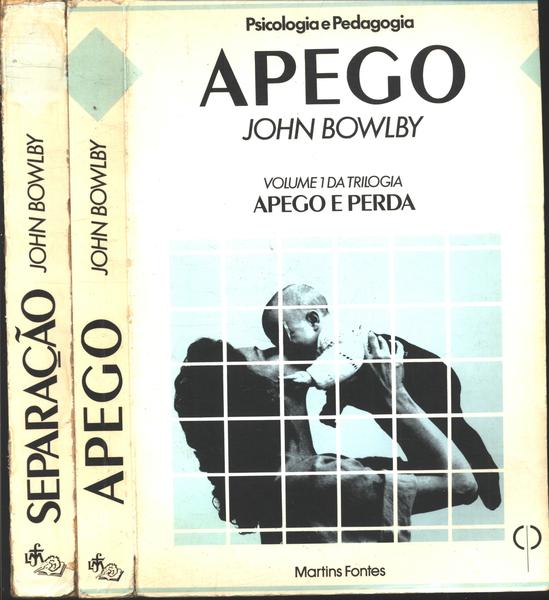 SEPARAÇÃO JOHN BOWLBY
APEGO JOHN BOWLBY
Psicologia e Pedagogia
APEGO
JOHN BOWLBY
VOLUME 1 DA TRILOGIA
APEGO E PERDA
Martins Fontes